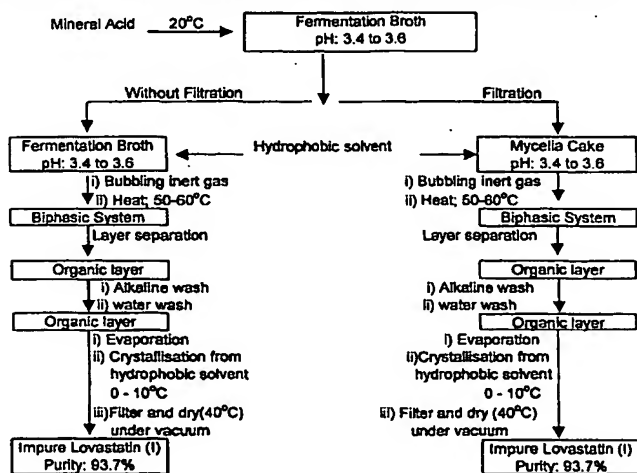 Mineral Acid
20°C
Fermentation Broth
pH: 3.4 to 3.6
Without Filtration
Filtration
Fermentation Broth
pH: 3.4 to 3.6
Hydrophobic solvent
Mycella Cake
pH: 3.4 to 3.6
i) Bubbling inert gas
ii) Heat; 50-60°C
Biphasic System
Layer separation
Organic layer
i) Alkaline wash
ii) water wash
Organic layer
i) Evaporation
ii) Crystallisation from
hydrophobic solvent
0 - 10°C
iii)Filter and dry(40°C)
under vacuum
Impure Lovastatin (I)
Purity: 93.7%
i) Bubbling inert gas
ii) Heat; 50-60°C
Biphasic System
Layer separation
Organic layer
i) Alkaline wash
ii) water wash
Organic layer
i) Evaporation
ii)Crystallisation from
hydrophobic solvent
0 - 10°C
iii) Filter and dry (40°C)
under vacuum
Impure Lovastatin (I)
Purity: 93.7%